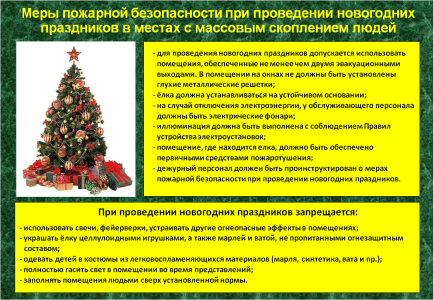 Меры пожарной безопасности при проведении новогодних
праздников в местах с массовым скоплением людей
- для проведения новогодних праздников допускается использовать
помещения, обеспеченные не менее чем двумя эвакуационными
выходами. В помещении на окнах не должны быть установлены
глухие металлические решетки;
- ёлка должна устанавливаться на устойчивом основании;
- на случай отключения электроэнергии, у обслуживающего персонала
должны быть электрические фонари;
- иллюминация должна быть выполнена с соблюдением Правил
устройства электроустановок;
- помещение, где находится елка, должно быть обеспечено
первичными средствами пожаротушения;
- дежурный персонал должен быть проинструктирован о мерах
пожарной безопасности при проведении новогодних праздников.
При проведении новогодних праздников запрещается:
- использовать свечи, фейерверки, устраивать другие огнеопасные эффекты в помещениях;
- украшать ёлку целлулоидными игрушками, а также марлей и ватой, не пропитанными огнезащитным
составом;
- одевать детей в костюмы из легковоспламеняющихся материалов (марля, синтетика, вата и пр.);
- полностью гасить свет в помещении во время представлений;
- заполнять помещения людьми сверх установленной нормы.